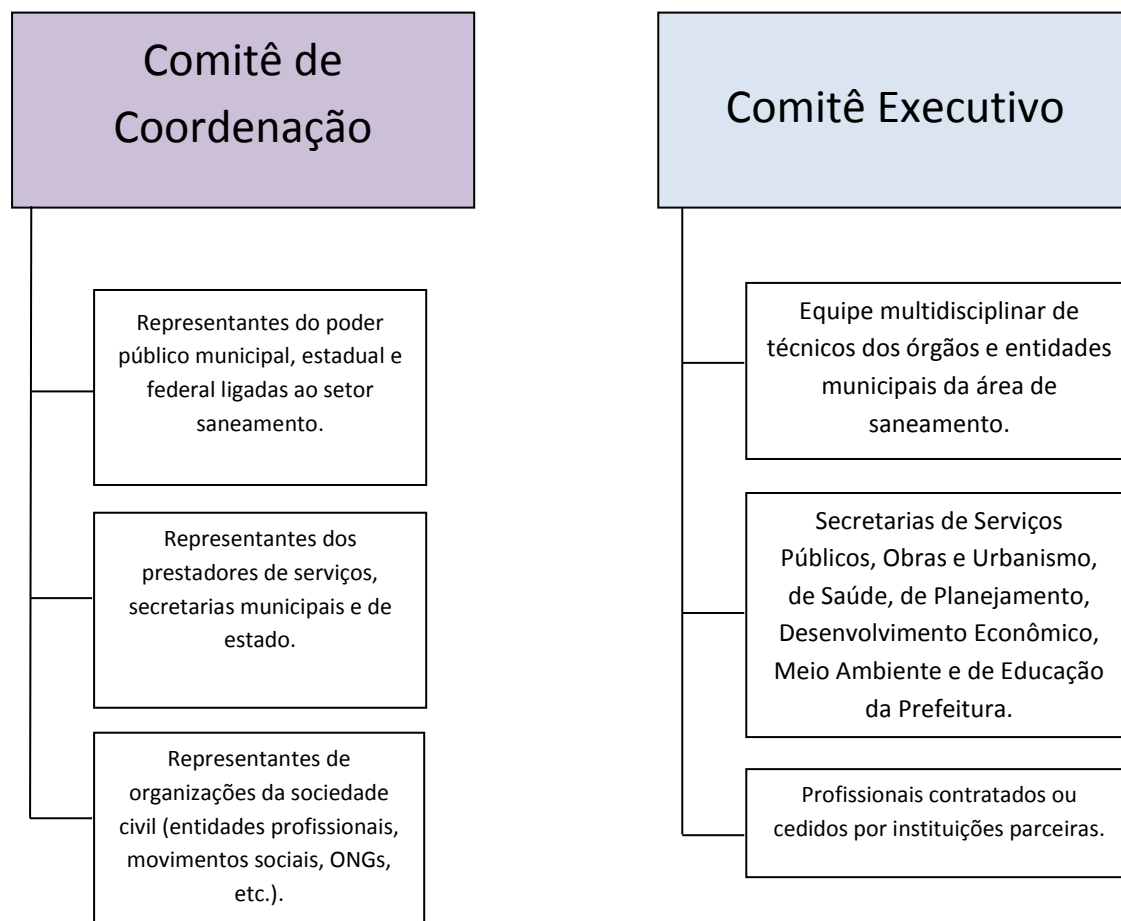 Comitê de
Coordenação
Representantes do poder
público municipal, estadual e
federal ligadas ao setor
saneamento.
Representantes dos
prestadores de serviços,
secretarias municipais e de
estado.
Representantes de
organizações da sociedade
civil (entidades profissionais,
movimentos sociais, ONGs,
etc.).
Comitê Executivo
Equipe multidisciplinar de
técnicos dos órgãos e entidades
municipais da área de
saneamento.
Secretarias de Serviços
Públicos, Obras e Urbanismo,
de Saúde, de Planejamento,
Desenvolvimento Econômico,
Meio Ambiente e de Educação
da Prefeitura.
Profissionais contratados ou
cedidos por instituições parceiras.